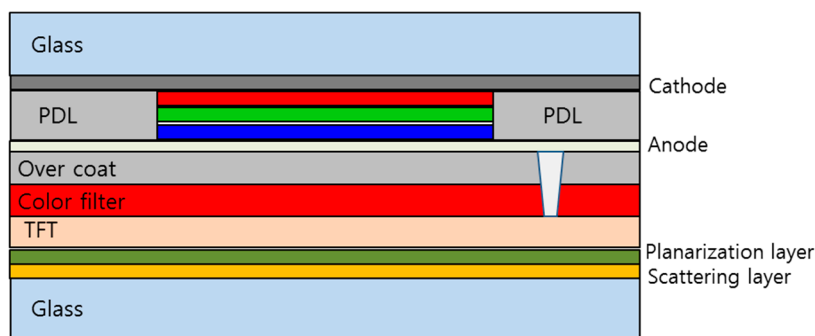 Glass
Cathode
PDL
PDL
Anode
Over coat
Color filter
TFT
Planarization layer
Scattering layer
Glass